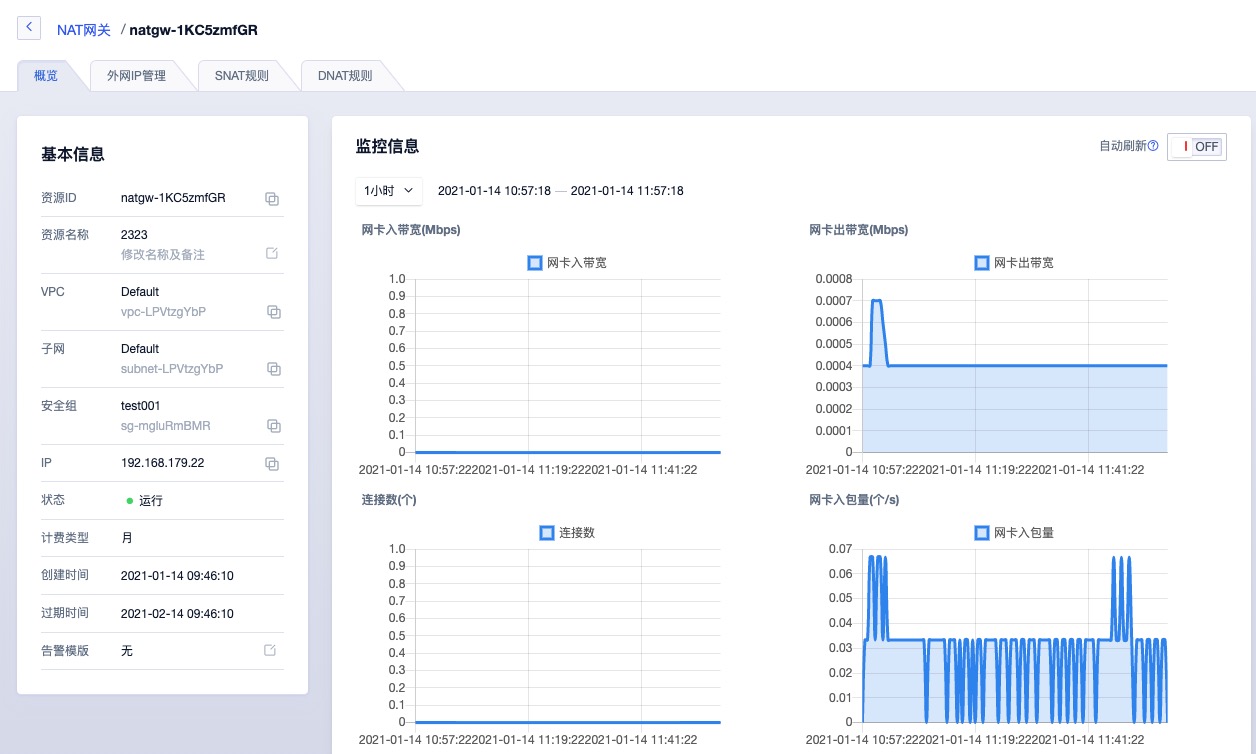 NAT网关 / natgw-1KC5zmfGR
概览 外网IP管理 SNAT规则 DNAT规则
基本信息
资源ID natgw-1KC5zmfGR
资源名称 2323
修改名称及备注
VPC Default
vpc-LPVtzgYbP
子网 Default
subnet-LPVtzgYbP
安全组 test001
sg-mgluRmBMR
IP 192.168.179.22
状态 运行
计费类型 月
创建时间 2021-01-14 09:46:10
过期时间 2021-02-14 09:46:10
告警模版 无
监控信息
自动刷新 OFF
1小时 2021-01-14 10:57:18 — 2021-01-14 11:57:18
网卡入带宽(Mbps)
网卡入带宽
1.0
0.9
0.8
0.7
0.6
0.5
0.4
0.3
0.2
0.1
0
2021-01-14 10:57:22 2021-01-14 11:19:22 2021-01-14 11:41:22
网卡出带宽(Mbps)
网卡出带宽
0.0008
0.0007
0.0006
0.0005
0.0004
0.0003
0.0002
0.0001
0
2021-01-14 10:57:22 2021-01-14 11:19:22 2021-01-14 11:41:22
连接数(个)
连接数
1.0
0.9
0.8
0.7
0.6
0.5
0.4
0.3
0.2
0.1
0
2021-01-14 10:57:22 2021-01-14 11:19:22 2021-01-14 11:41:22
网卡入包量(个/s)
网卡入包量
0.07
0.06
0.05
0.04
0.03
0.02
0.01
0
2021-01-14 10:57:22 2021-01-14 11:19:22 2021-01-14 11:41:22